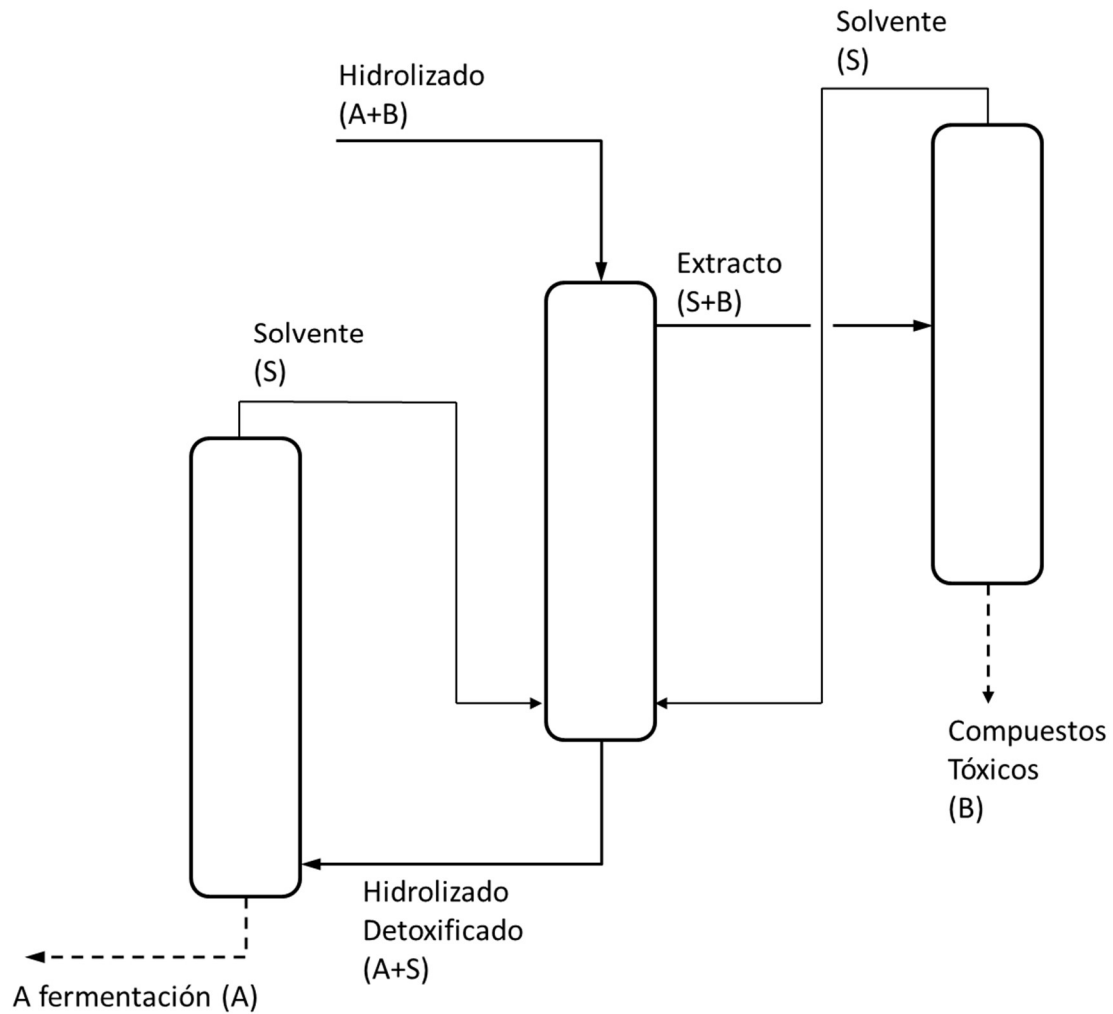 Solvente
(S)
Hidrolizado
(A+B)
Extracto
(S+B)
Solvente
(S)
Compuestos
Tóxicos
(B)
Hidrolizado
Detoxificado
(A+S)
A fermentación (A)